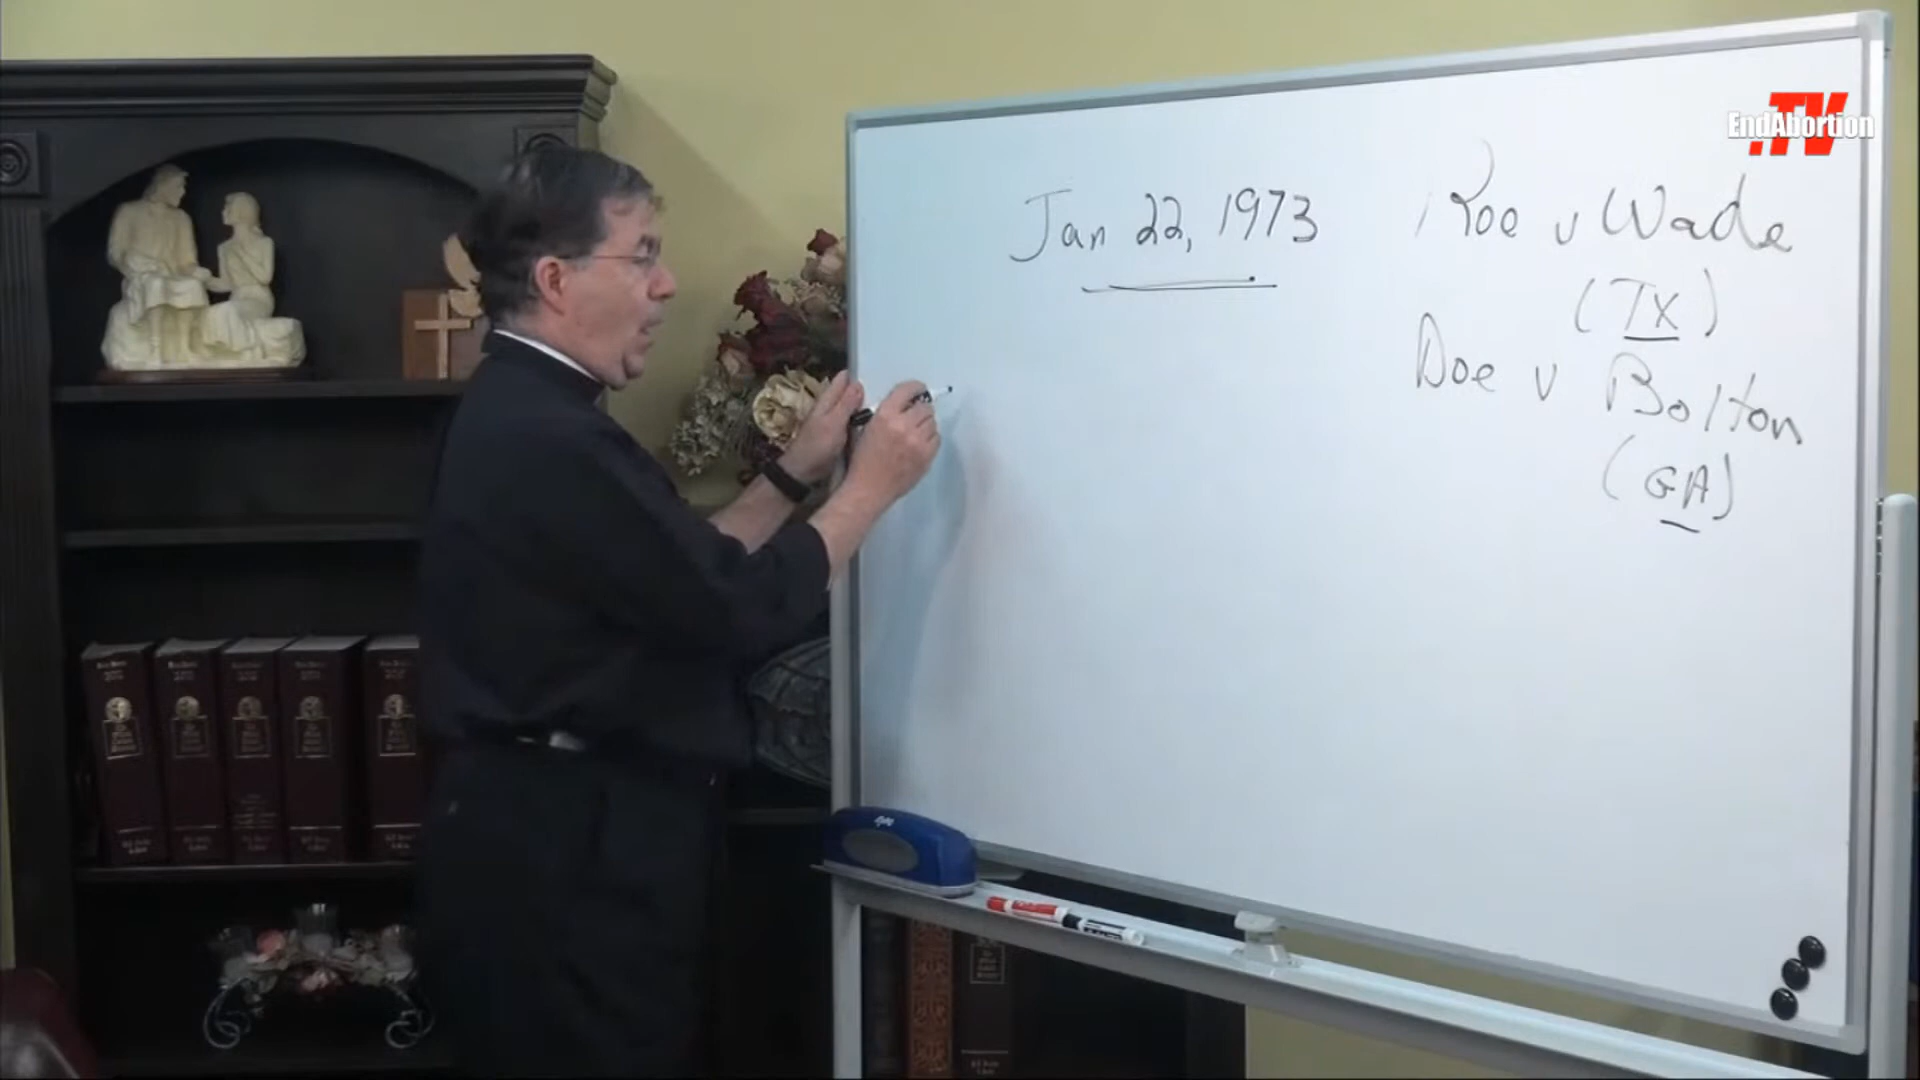 EndAbortion
.TV
Jan 22, 1973
Roe v Wade
(TX)
Doe v Bolton
(GA)